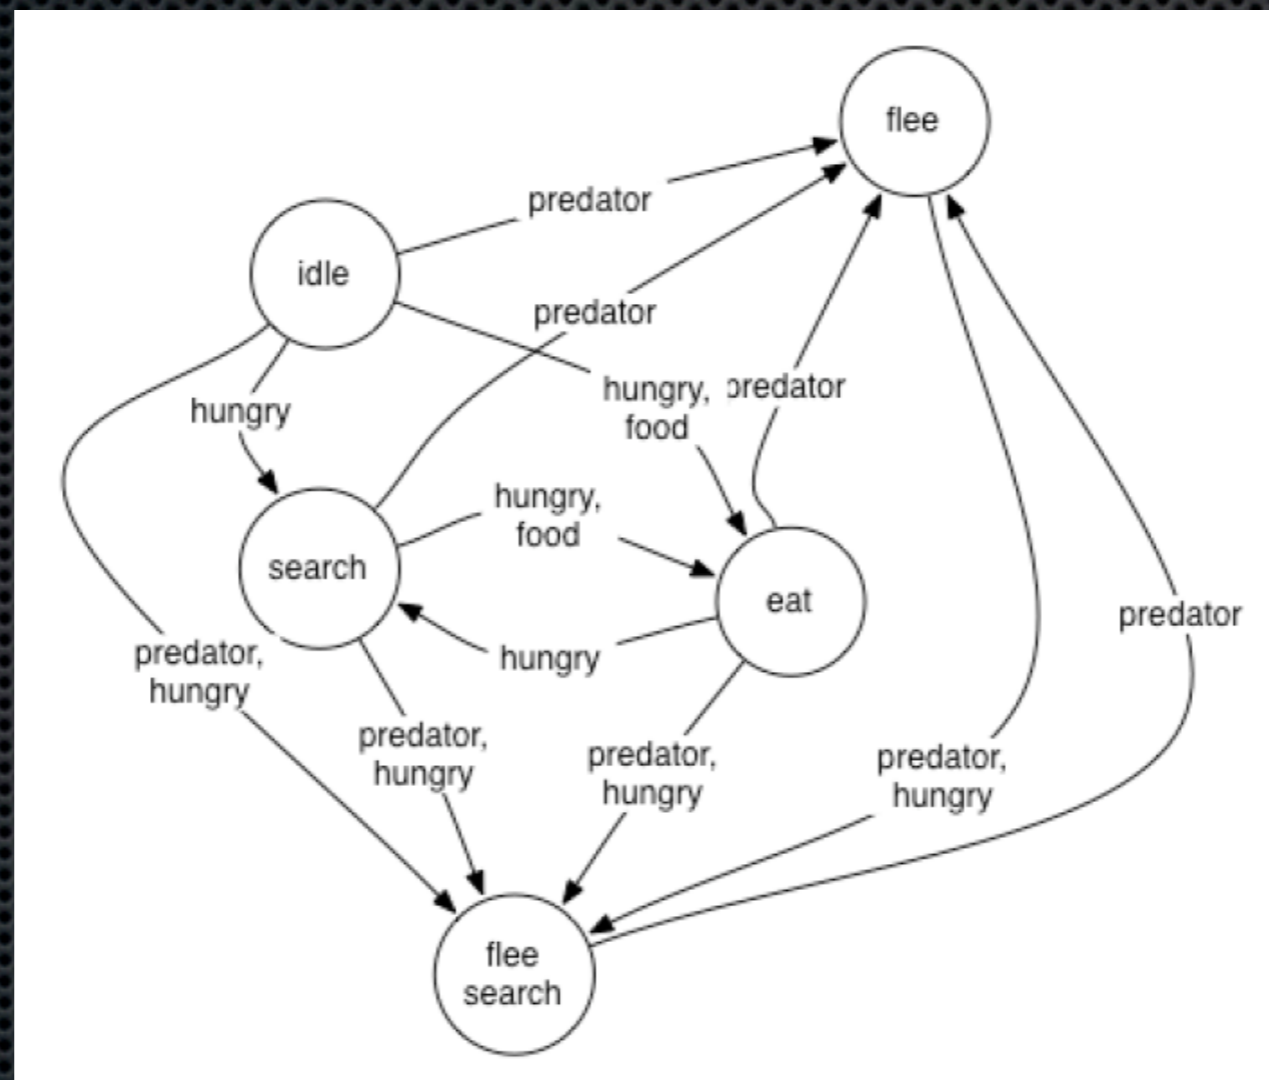 flee
predator
idle
predator
hungry,
food
predator
hungry
hungry,
food
search
eat
predator
hungry
predator,
hungry
predator,
hungry
predator,
hungry
predator,
hungry
flee
search